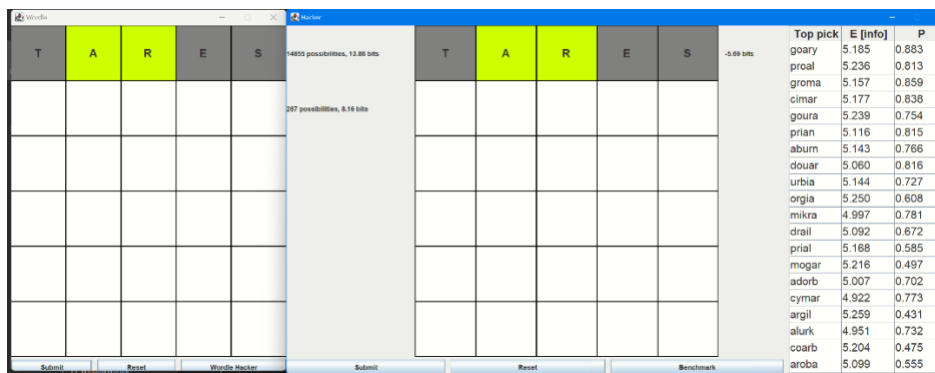 Wordle
Hacker
T A R E S
14855 possibilities, 13.86 bits
T A R E S
-5.69 bits
287 possibilities, 8.16 bits
Top pick E [info] P
goary 5.185 0.883
proal 5.236 0.813
groma 5.157 0.859
cimar 5.177 0.838
goura 5.239 0.754
prian 5.116 0.815
aburn 5.143 0.766
douar 5.060 0.816
urbia 5.144 0.727
orgia 5.250 0.608
mikra 4.997 0.781
drail 5.092 0.672
prial 5.168 0.585
mogar 5.216 0.497
adorb 5.007 0.702
cymar 4.922 0.773
argil 5.259 0.431
alurk 4.951 0.732
coarb 5.204 0.475
aroba 5.099 0.555
Submit Reset Wordle Hacker
Submit Reset Benchmark